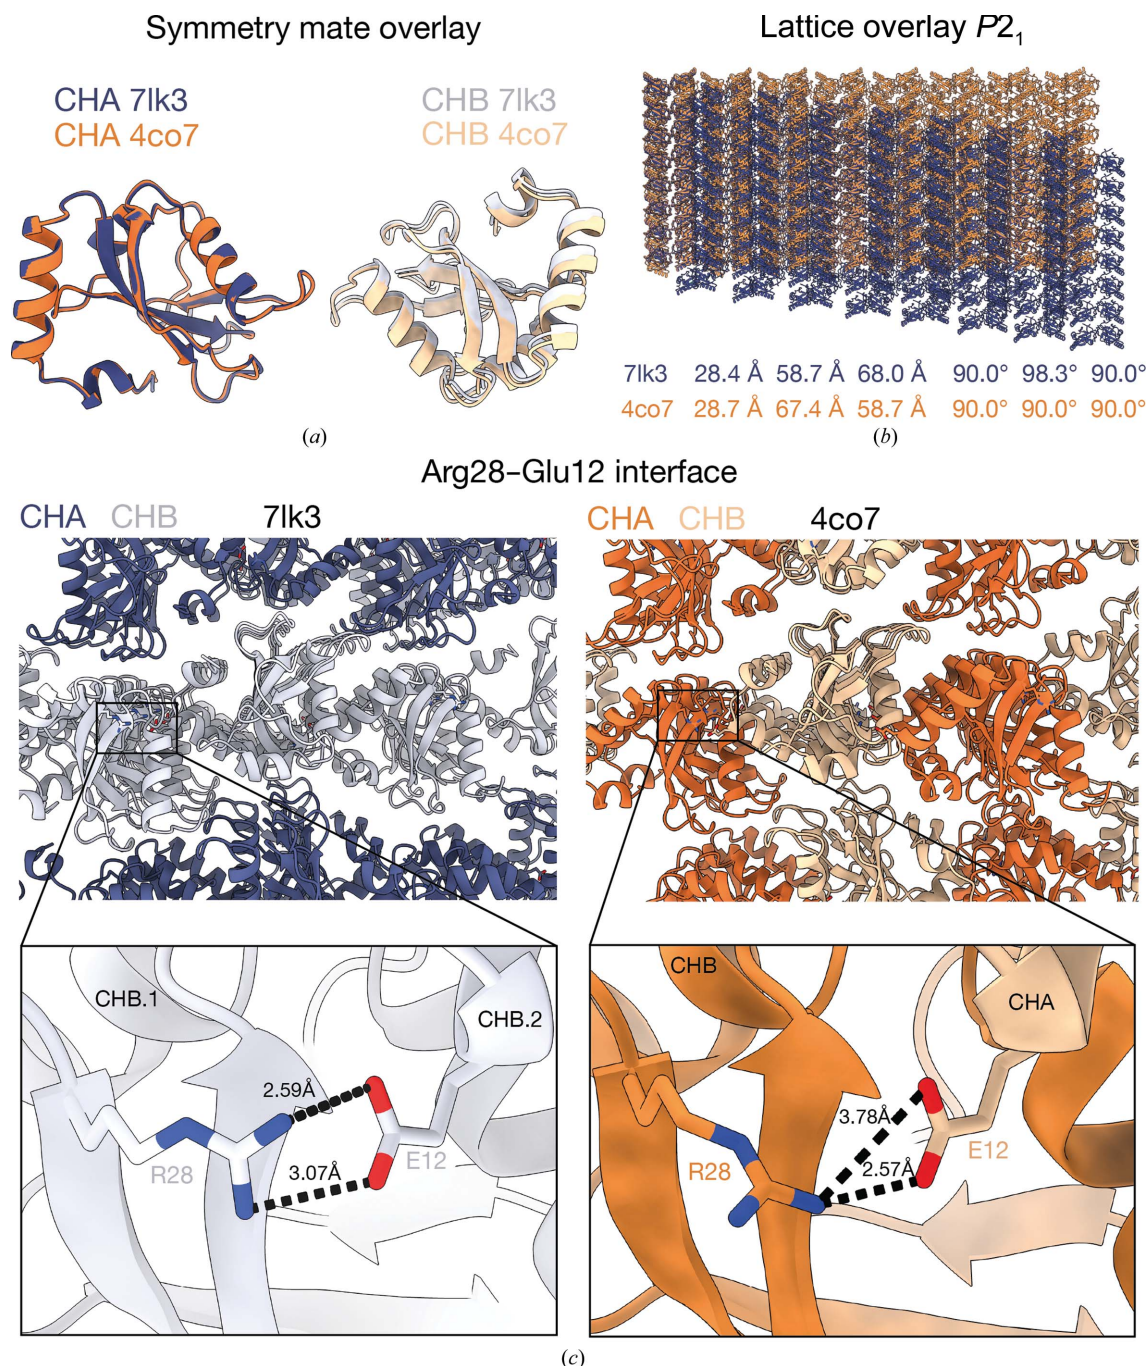 Symmetry mate overlay
Lattice overlay P2₁
CHA 7lk3
CHA 4co7
CHB 7lk3
CHB 4co7
7lk3 28.4 Å 58.7 Å 68.0 Å 90.0° 98.3° 90.0°
4co7 28.7 Å 67.4 Å 58.7 Å 90.0° 90.0° 90.0°
(a)
(b)
Arg28–Glu12 interface
CHA CHB 7lk3
CHA CHB 4co7
CHB.1
CHB.2
2.59Å
R28
E12
3.07Å
CHB
CHA
3.78Å
R28
E12
2.57Å
(c)